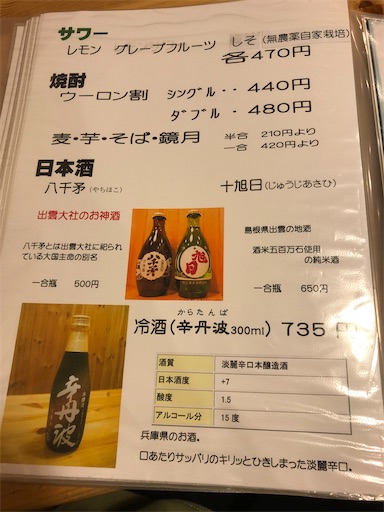 サワー
レモン グレープフルーツ しそ(無農薬自家栽培)
各470円
焼酎
ウーロン割 シングル・・440円
ダブル・480円
麦・芋・そば・鏡月 半合 210円より
一合 420円より
日本酒
八千矛(やちほこ) 十旭日(じゅうじあさひ)
出雲大社のお神酒
島根県出雲の地酒
八千矛とは出雲大社に祀られ
ている大国主命の別名
酒米五百万石使用
の純米酒
一合瓶 500円
一合瓶 650円
八千矛
旭日
からたんば
冷酒(辛丹波300ml) 735円
酒質 淡麗辛口本醸造酒
日本酒度 +7
酸度 1.5
アルコール分 15度
辛丹波
兵庫県のお酒。
口あたりサッパリのキリッとひきしまった淡麗辛口。